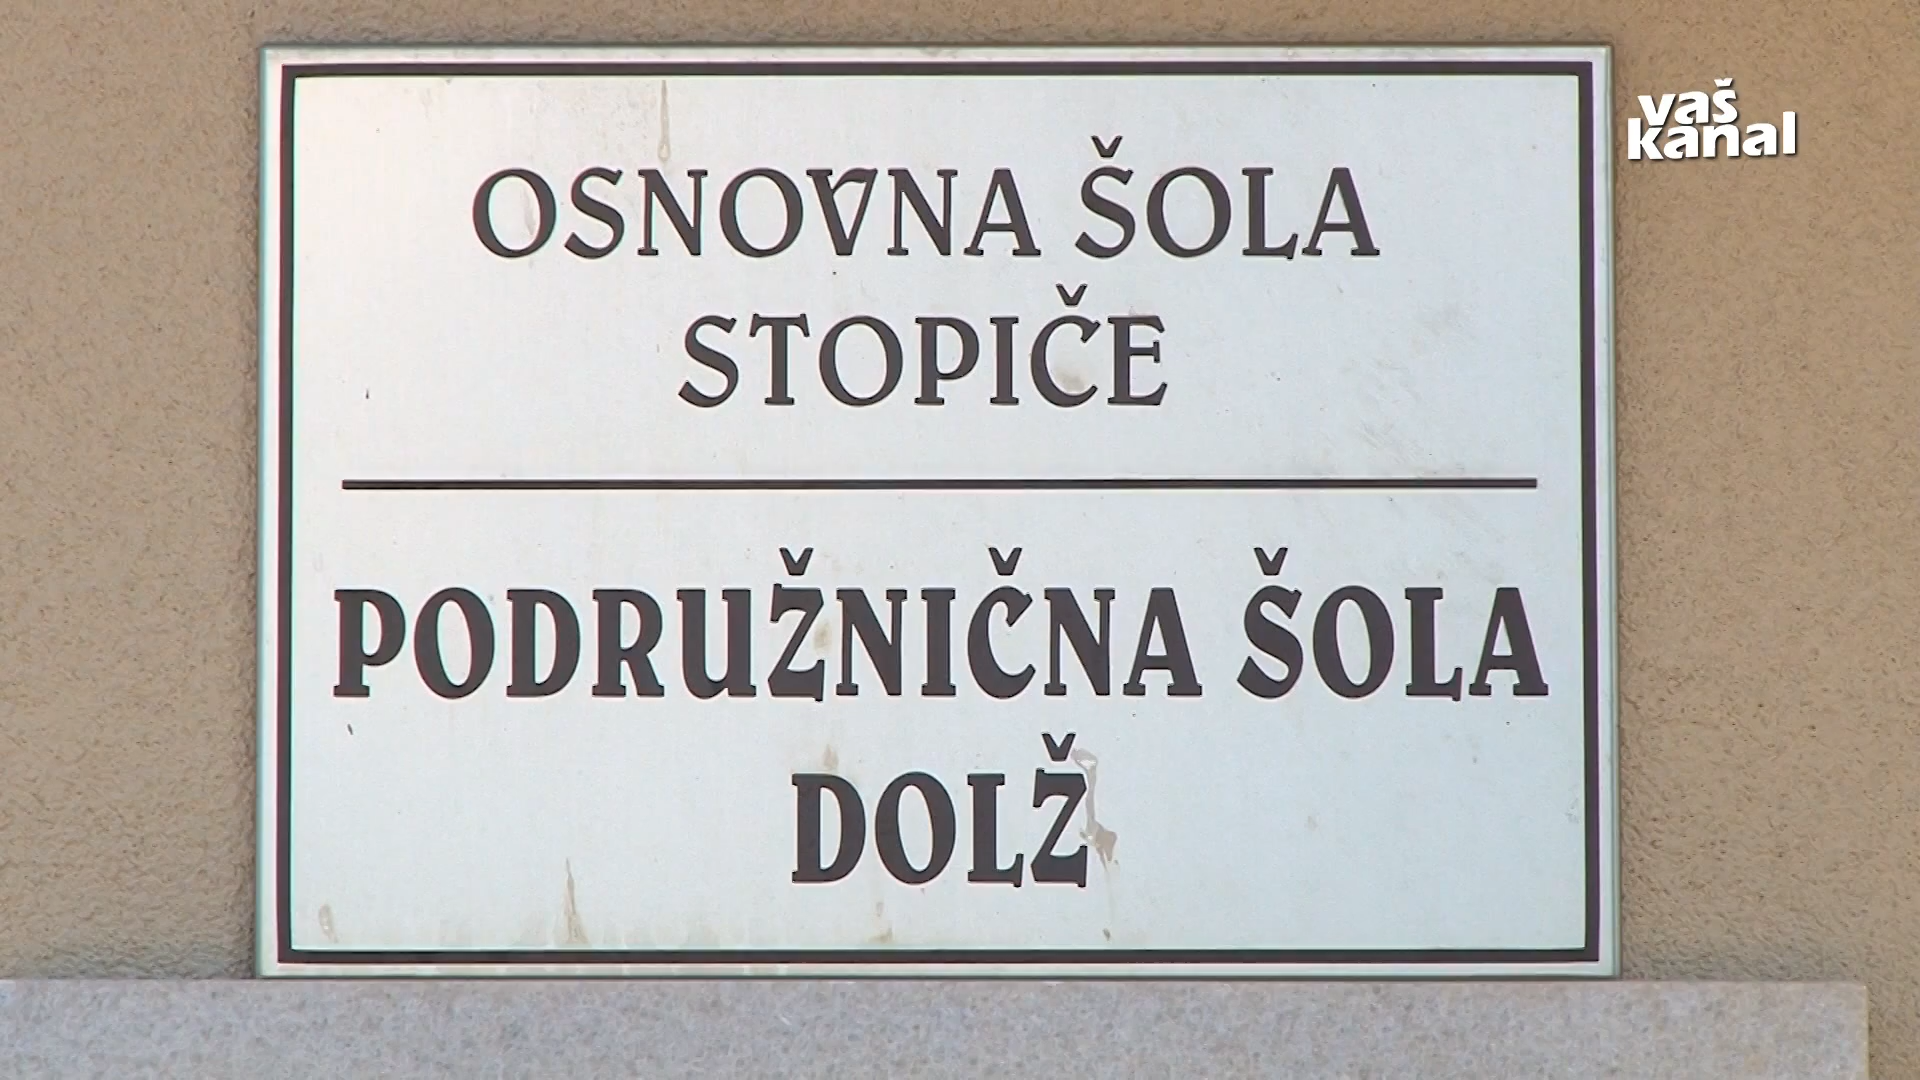 vaš
kanal
OSNOVNA ŠOLA
STOPIČE
PODRUŽNIČNA ŠOLA
DOLŽ